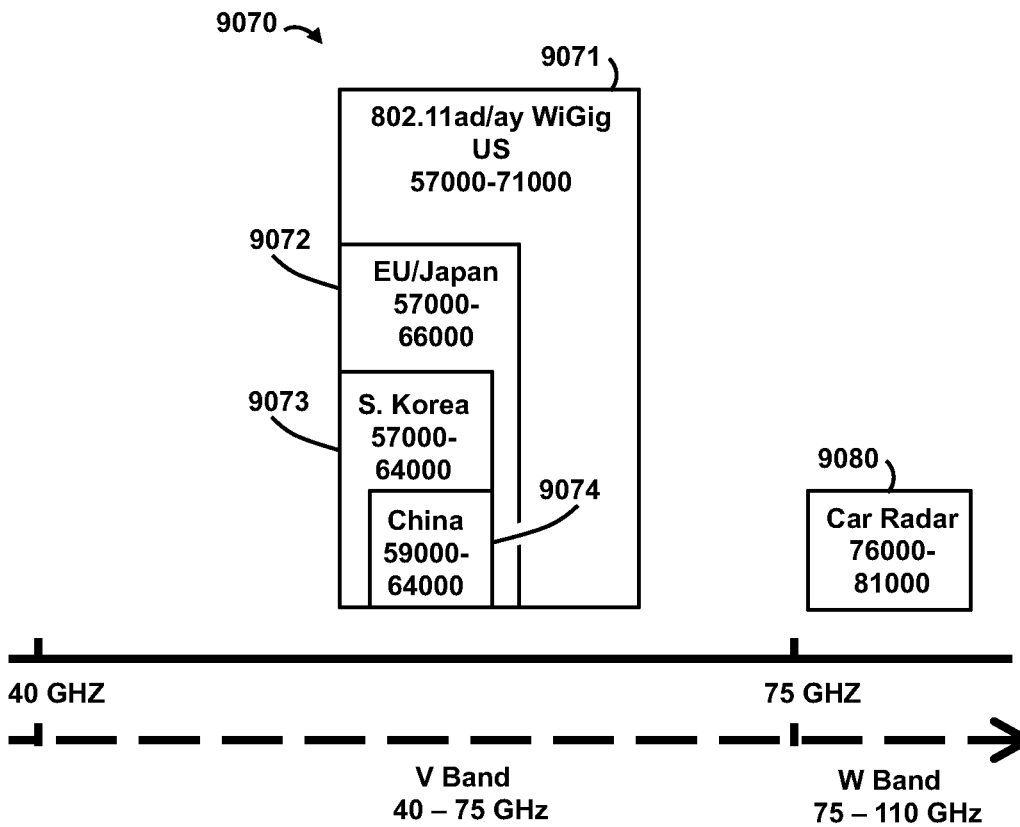 9070
9071
802.11ad/ay WiGig
US
57000-71000
9072
EU/Japan
57000-
66000
9073
S. Korea
57000-
64000
9074
China
59000-
64000
9080
Car Radar
76000-
81000
40 GHZ
75 GHZ
V Band
40 – 75 GHz
W Band
75 – 110 GHz